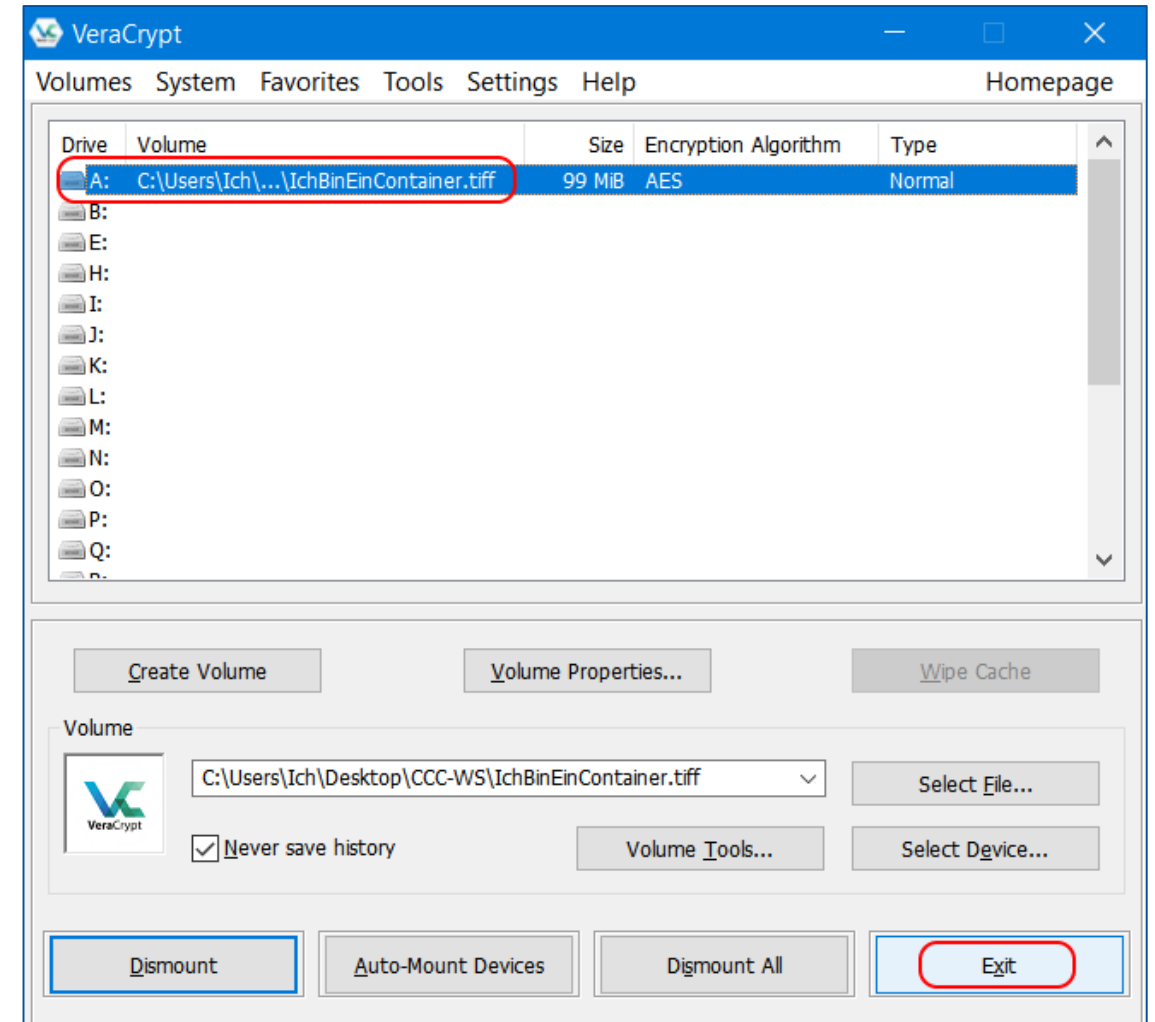 VeraCrypt
Volumes System Favorites Tools Settings Help Homepage
Drive Volume Size Encryption Algorithm Type
A: C:\Users\Ich\...\IchBinEinContainer.tiff 99 MiB AES Normal
B:
E:
H:
I:
J:
K:
L:
M:
N:
O:
P:
Q:
Create Volume Volume Properties... Wipe Cache
Volume
C:\Users\Ich\Desktop\CCC-WS\IchBinEinContainer.tiff Select File...
VeraCrypt
Never save history Volume Tools... Select Device...
Dismount Auto-Mount Devices Dismount All Exit